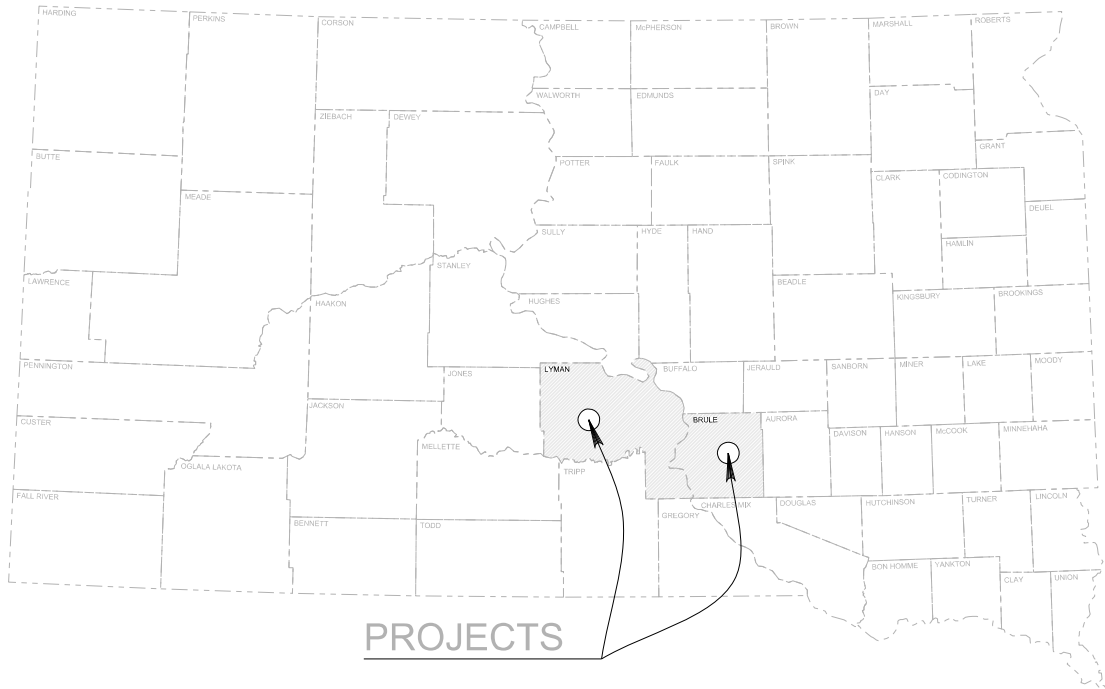 HARDING
PERKINS
CORSON
CAMPBELL
McPHERSON
BROWN
MARSHALL
ROBERTS
WALWORTH
EDMUNDS
DAY
ZIEBACH
DEWEY
GRANT
BUTTE
POTTER
FAULK
SPINK
CLARK
CODINGTON
MEADE
DEUEL
SULLY
HYDE
HAND
HAMLIN
STANLEY
LAWRENCE
BEADLE
HAAKON
HUGHES
KINGSBURY
BROOKINGS
PENNINGTON
JONES
LYMAN
BUFFALO
JERAULD
SANBORN
MINER
LAKE
MOODY
JACKSON
CUSTER
MELLETTE
BRULE
AURORA
DAVISON
HANSON
McCOOK
MINNEHAHA
OGLALA LAKOTA
TRIPP
FALL RIVER
GREGORY
CHARLES MIX
DOUGLAS
HUTCHINSON
TURNER
LINCOLN
BENNETT
TODD
BON HOMME
YANKTON
CLAY
UNION
PROJECTS